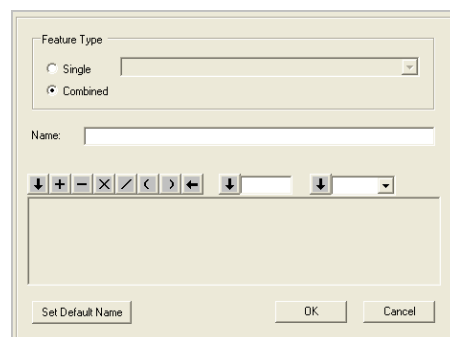 Feature Type
Single
Combined
Name:
Set Default Name OK Cancel